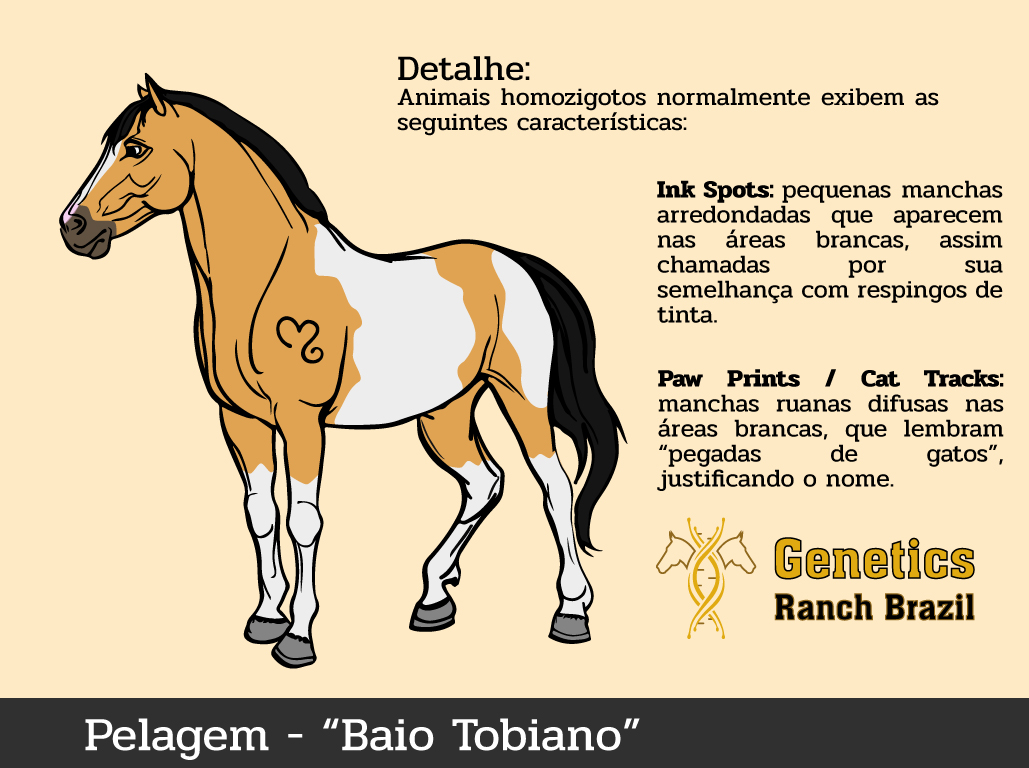 Detalhe:
Animais homozigotos normalmente exibem as
seguintes características:
Ink Spots: pequenas manchas
arredondadas que aparecem
nas áreas brancas, assim
chamadas por sua
semelhança com respingos de
tinta.
Paw Prints / Cat Tracks:
manchas ruanas difusas nas
áreas brancas, que lembram
“pegadas de gatos”,
justificando o nome.
Genetics
Ranch Brazil
Pelagem - “Baio Tobiano”